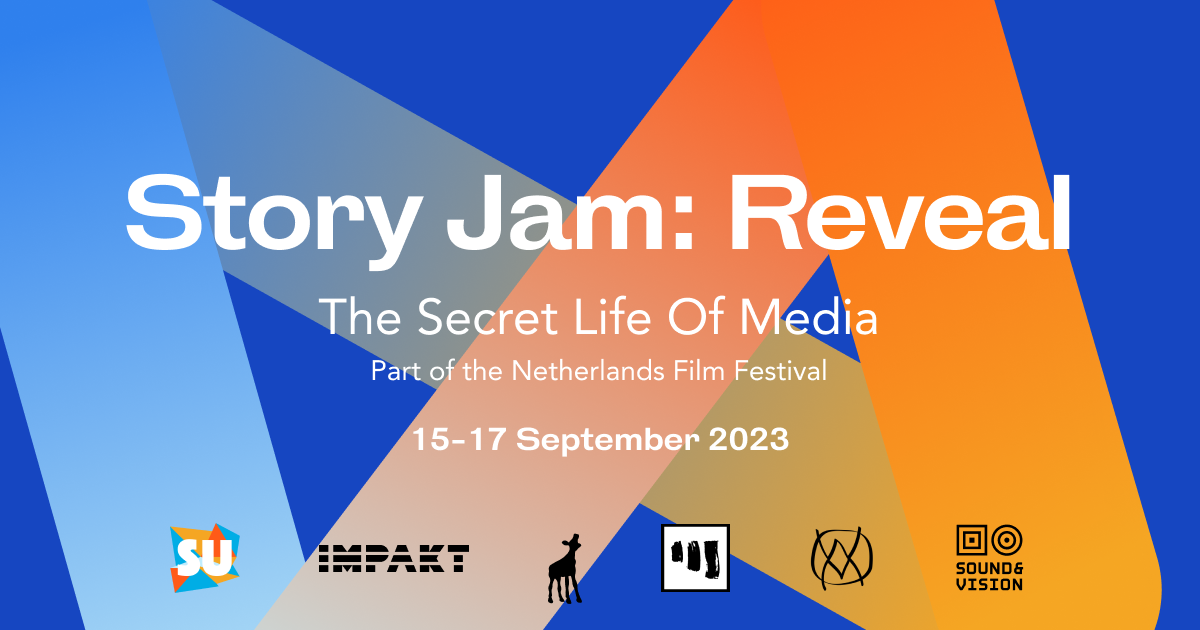 Story Jam: Reveal
The Secret Life Of Media
Part of the Netherlands Film Festival
15-17 September 2023
SU
IMPAKT
SOUND&
VISION